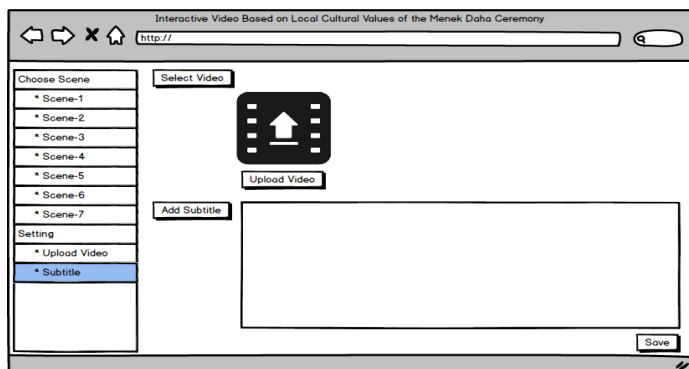 Interactive Video Based on Local Cultural Values of the Menek Daha Ceremony
http://
Choose Scene
* Scene-1
* Scene-2
* Scene-3
* Scene-4
* Scene-5
* Scene-6
* Scene-7
Setting
* Upload Video
* Subtitle
Select Video
Upload Video
Add Subtitle
Save